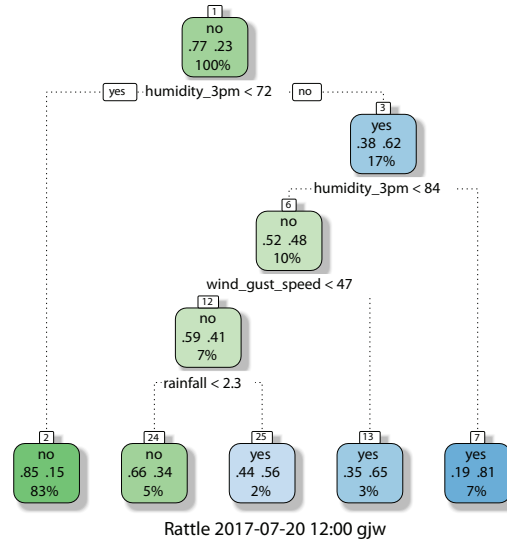 1
no
.77 .23
100%
yes humidity_3pm < 72 no
3
yes
.38 .62
17%
humidity_3pm < 84
6
no
.52 .48
10%
wind_gust_speed < 47
12
no
.59 .41
7%
rainfall < 2.3
2 24 25 13 7
no no yes yes yes
.85 .15 .66 .34 .44 .56 .35 .65 .19 .81
83% 5% 2% 3% 7%
Rattle 2017-07-20 12:00 gjw